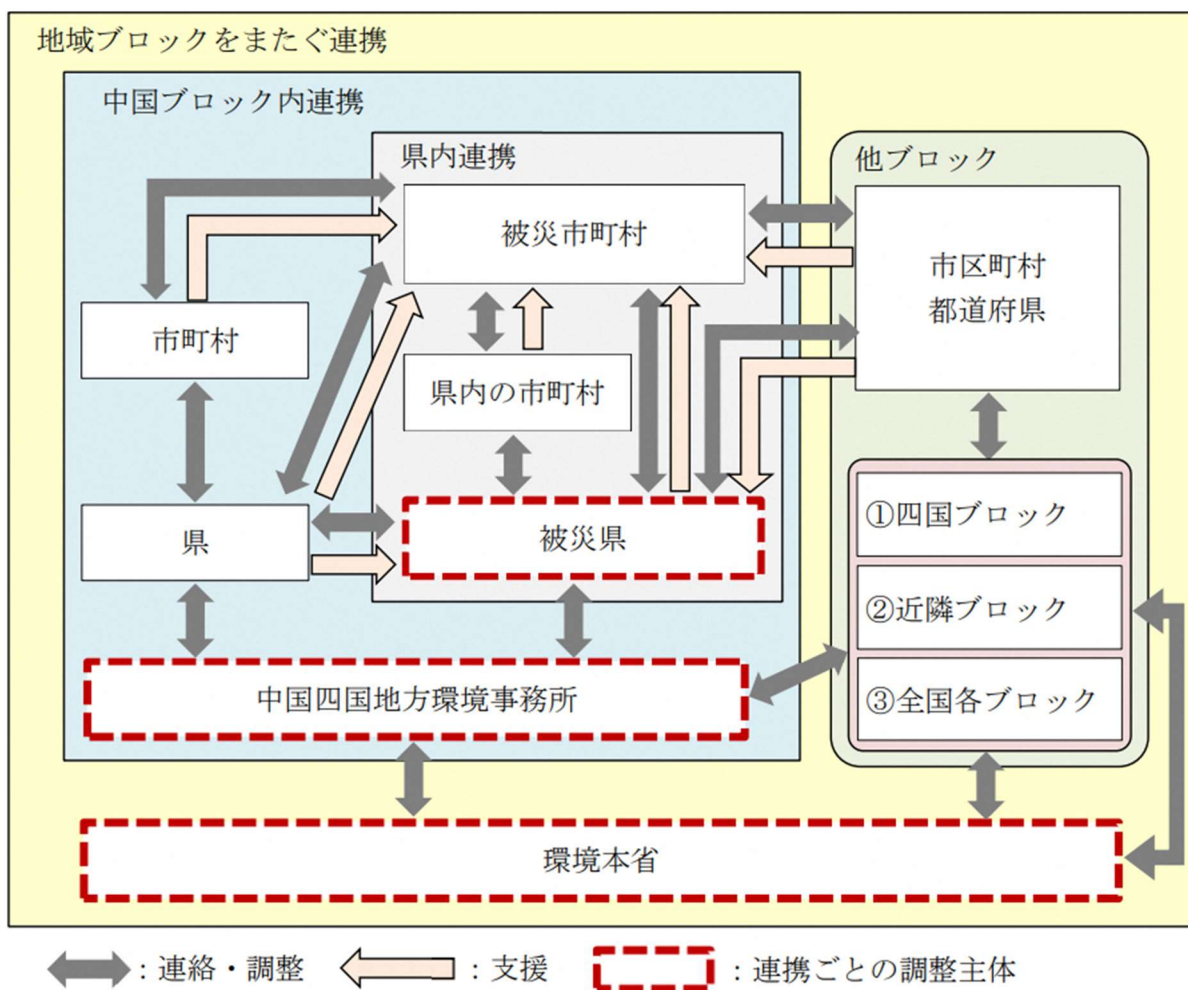 地域ブロックをまたぐ連携
中国ブロック内連携
県内連携
他ブロック
被災市町村
市区町村
都道府県
市町村
県内の市町村
県
被災県
①四国ブロック
②近隣ブロック
③全国各ブロック
中国四国地方環境事務所
環境本省
：連絡・調整
：支援
：連携ごとの調整主体